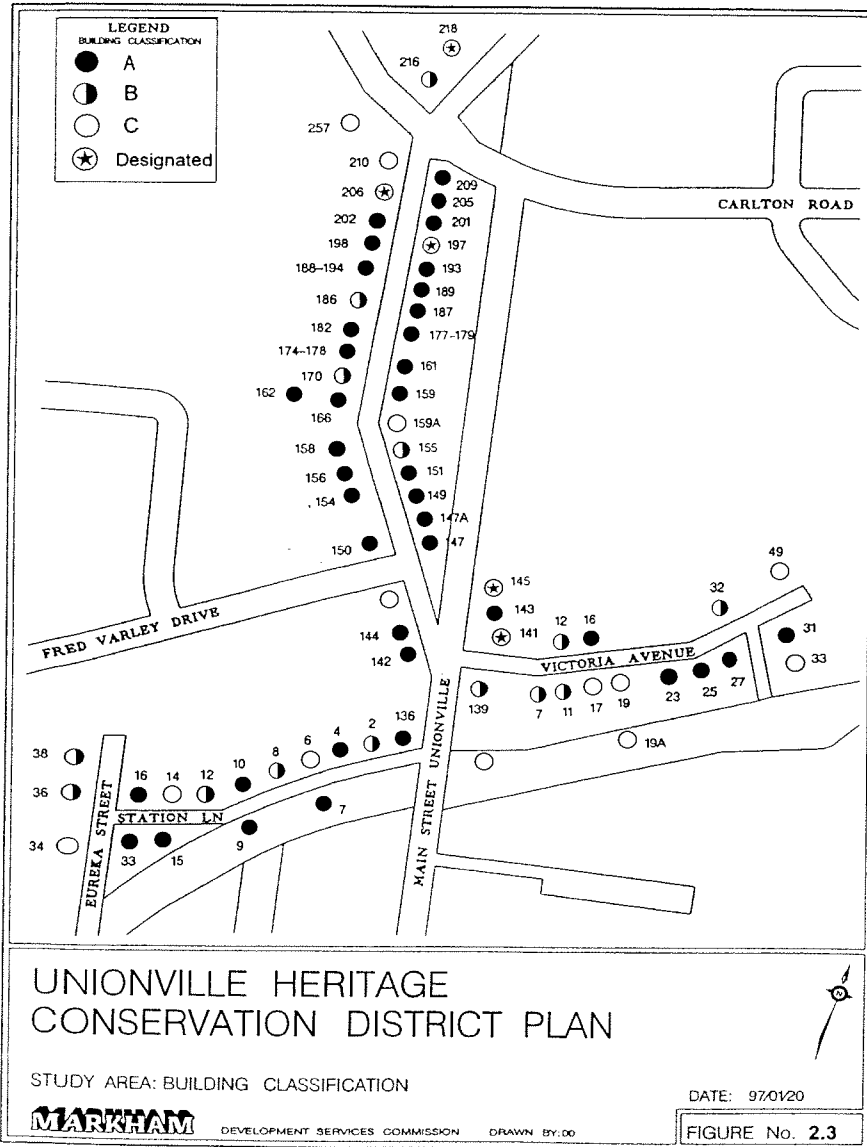 LEGEND
BUILDING CLASSIFICATION
A
B
C
Designated
218
216
257
210
206
202
198
188-194
186
182
174-178
170
162
166
158
156
154
150
209
205
201
197
193
189
187
177-179
161
159
159A
155
151
149
147A
147
CARLTON ROAD
FRED VARLEY DRIVE
144
142
145
143
141
12
16
32
49
VICTORIA AVENUE
31
33
139
7
11
17
19
23
25
27
19A
MAIN STREET UNIONVILLE
136
2
4
6
8
10
12
14
16
38
36
34
EUREKA STREET
STATION LN
33
15
9
7
UNIONVILLE HERITAGE
CONSERVATION DISTRICT PLAN
N
STUDY AREA: BUILDING CLASSIFICATION
MARKHAM
DEVELOPMENT SERVICES COMMISSION DRAWN BY: DD
DATE: 97/01/20
FIGURE No. 2.3